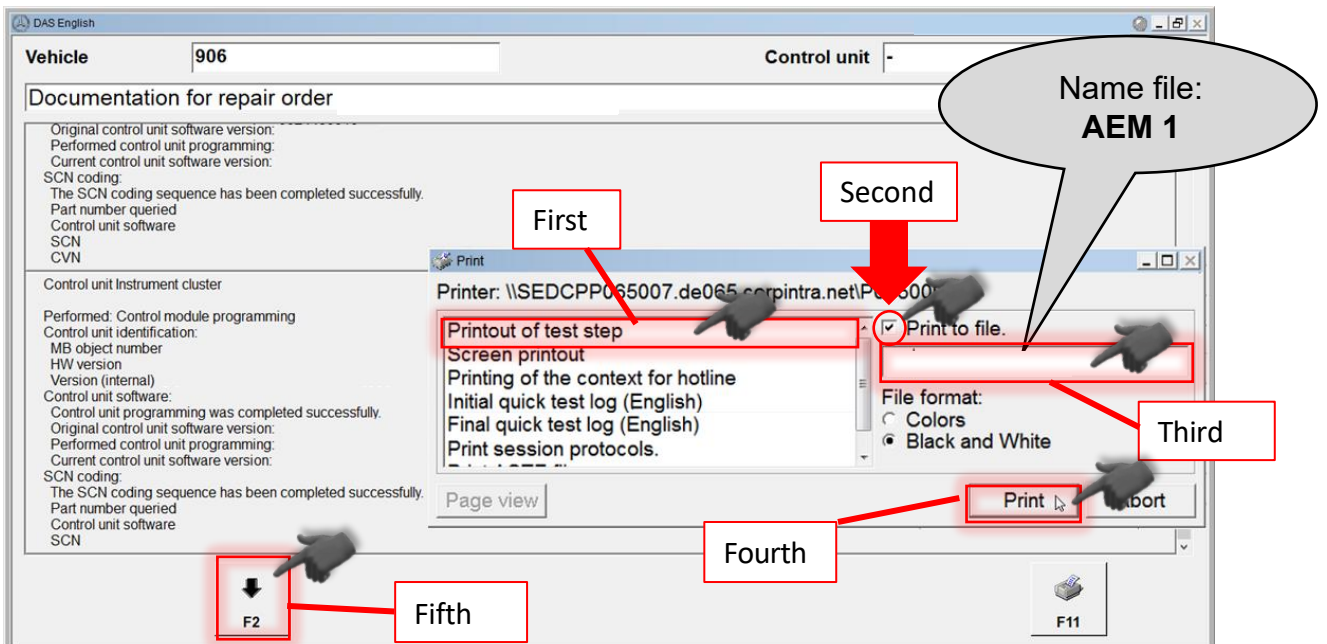 DAS English
Vehicle 906 Control unit -
Documentation for repair order
Name file:
AEM 1
Original control unit software version:
Performed control unit programming:
Current control unit software version:
SCN coding:
The SCN coding sequence has been completed successfully.
Part number queried
Control unit software
SCN
CVN
Control unit Instrument cluster
Performed: Control module programming
Control unit identification:
MB object number
HW version
Version (internal)
Control unit software:
Control unit programming was completed successfully.
Original control unit software version:
Performed control unit programming:
Current control unit software version:
SCN coding:
The SCN coding sequence has been completed successfully.
Part number queried
Control unit software
SCN
First
Second
Print
Printer: \\SEDCPP065007.de065.corpintra.net\
Printout of test step
Screen printout
Printing of the context for hotline
Initial quick test log (English)
Final quick test log (English)
Print session protocols.
Print to file.
File format:
Colors
Black and White
Third
Page view
Print
Abort
Fourth
F2
Fifth
F11